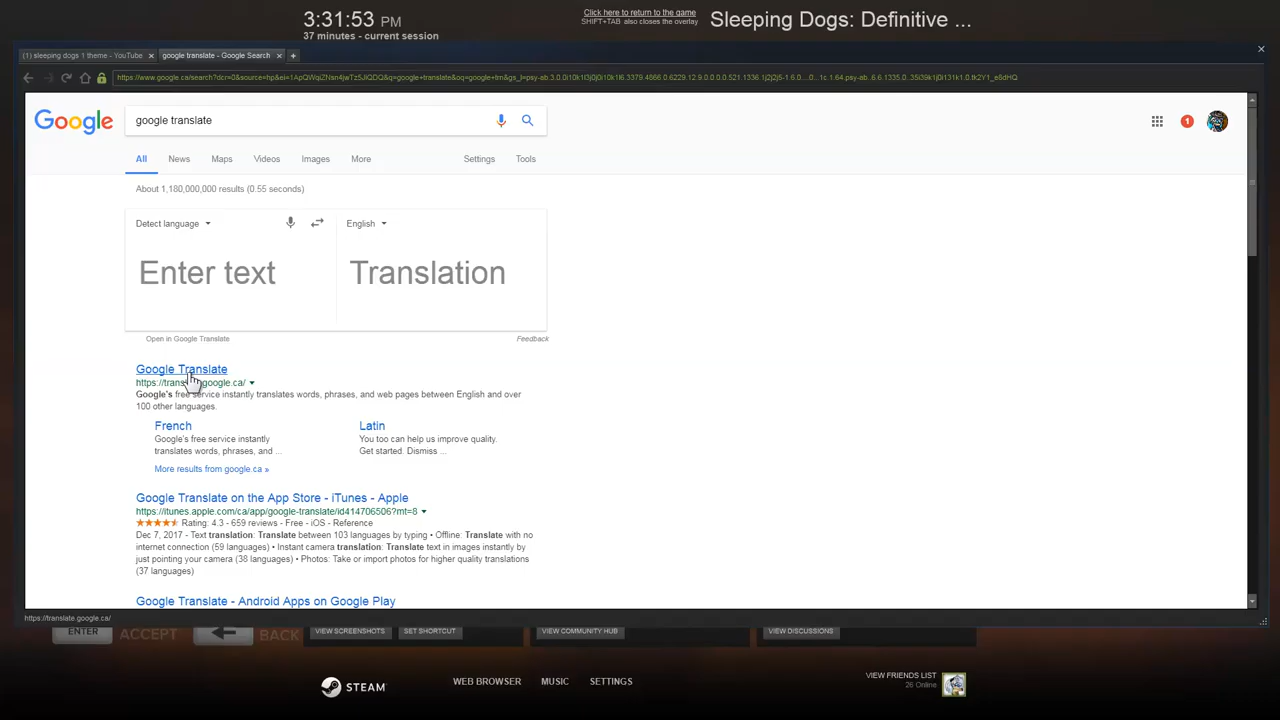 3:31:53 PM
37 minutes - current session
Click here to return to the game
SHIFT+TAB also closes the overlay
Sleeping Dogs: Definitive ...
(1) sleeping dogs 1 theme - YouTube
google translate - Google Search
Google
google translate
1
All News Maps Videos Images More Settings Tools
About 1,180,000,000 results (0.55 seconds)
Detect language
English
Enter text
Translation
Open in Google Translate
Feedback
Google Translate
Google's free service instantly translates words, phrases, and web pages between English and over
100 other languages.
French
Google's free service instantly
translates words, phrases, and ...
Latin
You too can help us improve quality.
Get started. Dismiss ...
More results from google.ca »
Google Translate on the App Store - iTunes - Apple
https://itunes.apple.com/ca/app/google-translate/id414706506?mt=8
Rating: 4.3 - 659 reviews - Free - iOS - Reference
Dec 7, 2017 - Text translation: Translate between 103 languages by typing • Offline: Translate with no
internet connection (59 languages) • Instant camera translation: Translate text in images instantly by
just pointing your camera (38 languages) • Photos: Take or import photos for higher quality translations
(37 languages)
Google Translate - Android Apps on Google Play
https://translate.google.ca/
ENTER ACCEPT BACK
VIEW SCREENSHOTS SET SHORTCUT VIEW COMMUNITY HUB VIEW DISCUSSIONS
STEAM
WEB BROWSER MUSIC SETTINGS
VIEW FRIENDS LIST
26 Online